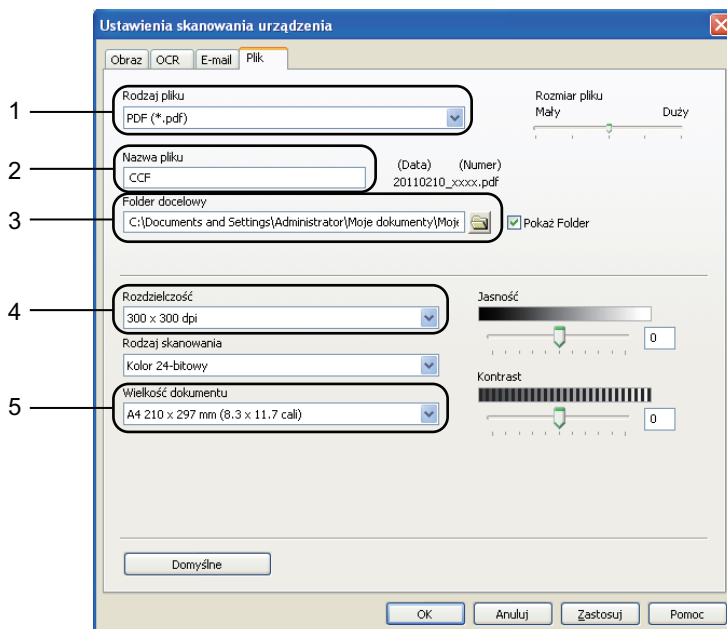 Ustawienia skanowania urządzenia
Obraz OCR E-mail Plik
1
Rodzaj pliku
PDF (*.pdf)
Rozmiar pliku
Mały Duży
2
Nazwa pliku
CCF
(Data) (Numer)
20110210_xxxx.pdf
3
Folder docelowy
C:\Documents and Settings\Administrator\Moje dokumenty\Moje
Pokaż Folder
4
Rozdzielczość
300 x 300 dpi
Jasność
0
Rodzaj skanowania
Kolor 24-bitowy
Kontrast
0
5
Wielkość dokumentu
A4 210 x 297 mm (8.3 x 11.7 cali)
Domyślne
OK Anuluj Zastosuj Pomoc